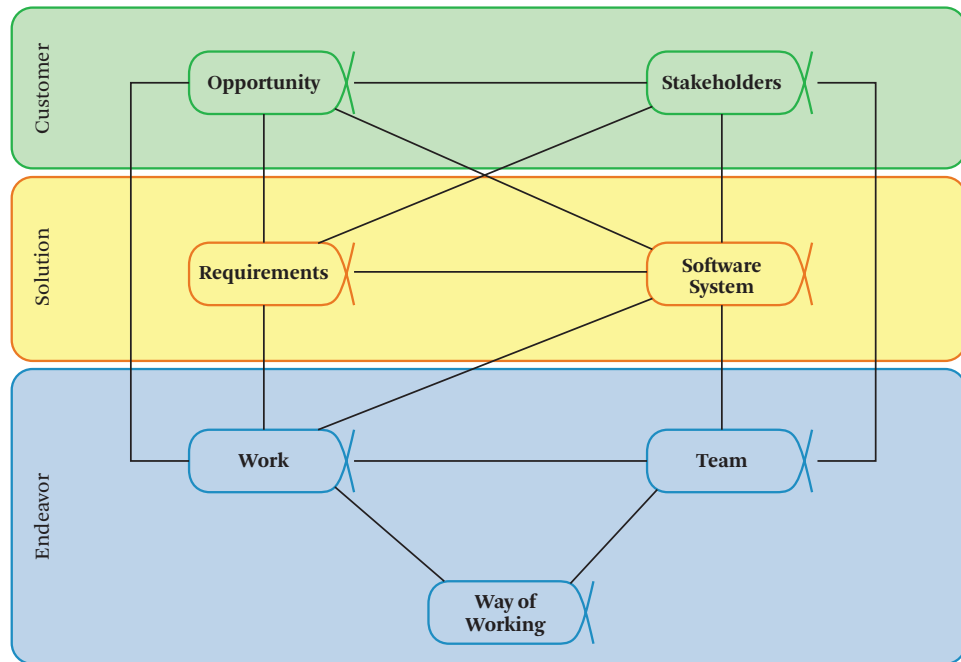 Customer
Opportunity
Stakeholders
Solution
Requirements
Software
System
Endeavor
Work
Team
Way of
Working